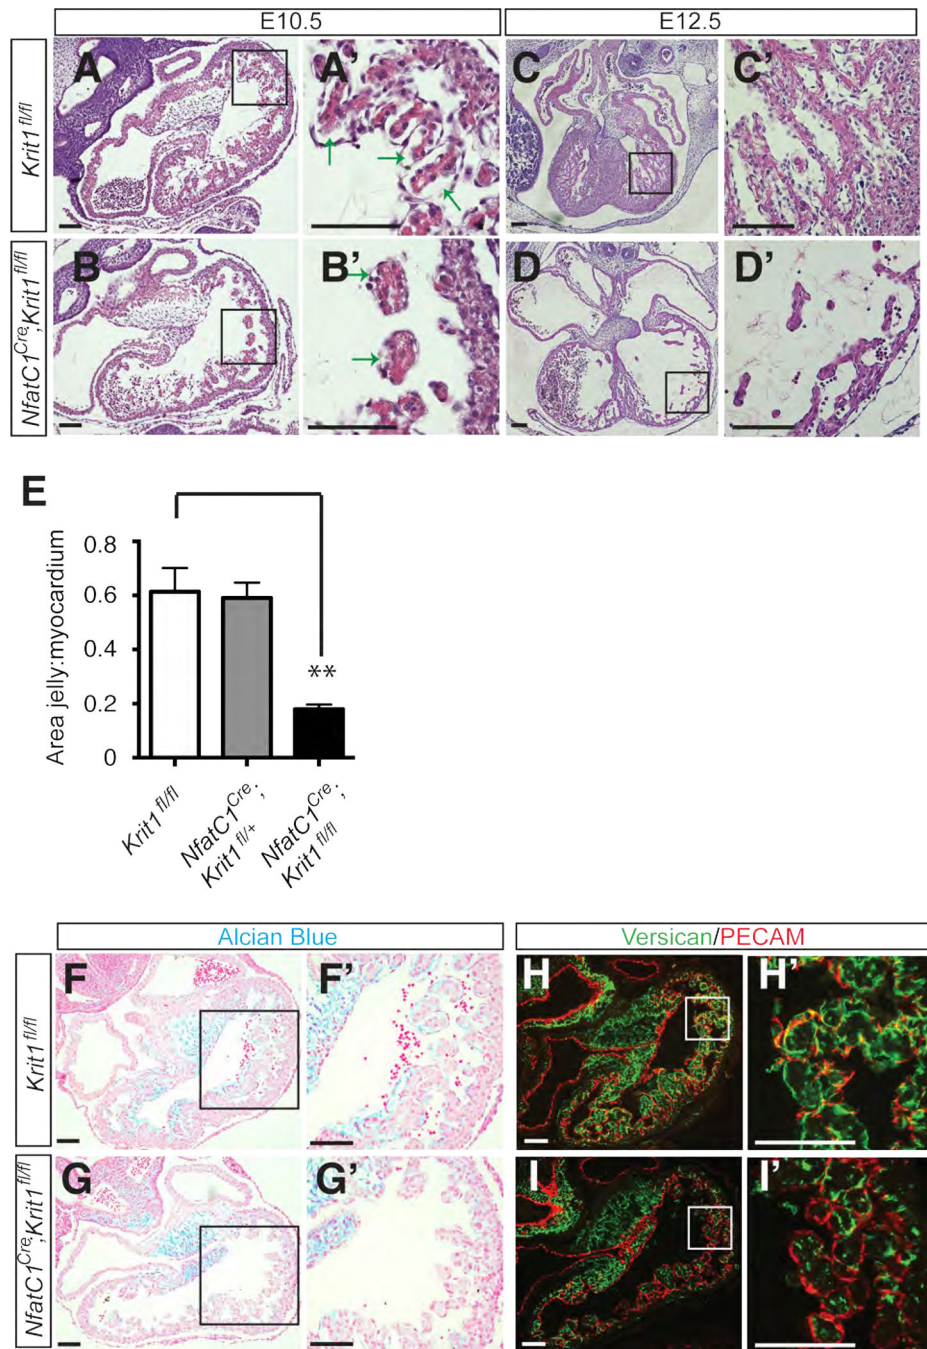 E10.5
E12.5
Krit1 fl/fl
A
A'
C
C'
NfatC1Cre;Krit1 fl/fl
B
B'
D
D'
E
Area jelly:myocardium
0.8
0.6
0.4
0.2
0
**
Krit1 fl/fl
NfatC1Cre;
Krit1 fl/+
NfatC1Cre;
Krit1 fl/fl
Alcian Blue
Versican/PECAM
Krit1 fl/fl
F
F'
H
H'
NfatC1Cre;Krit1 fl/fl
G
G'
I
I'